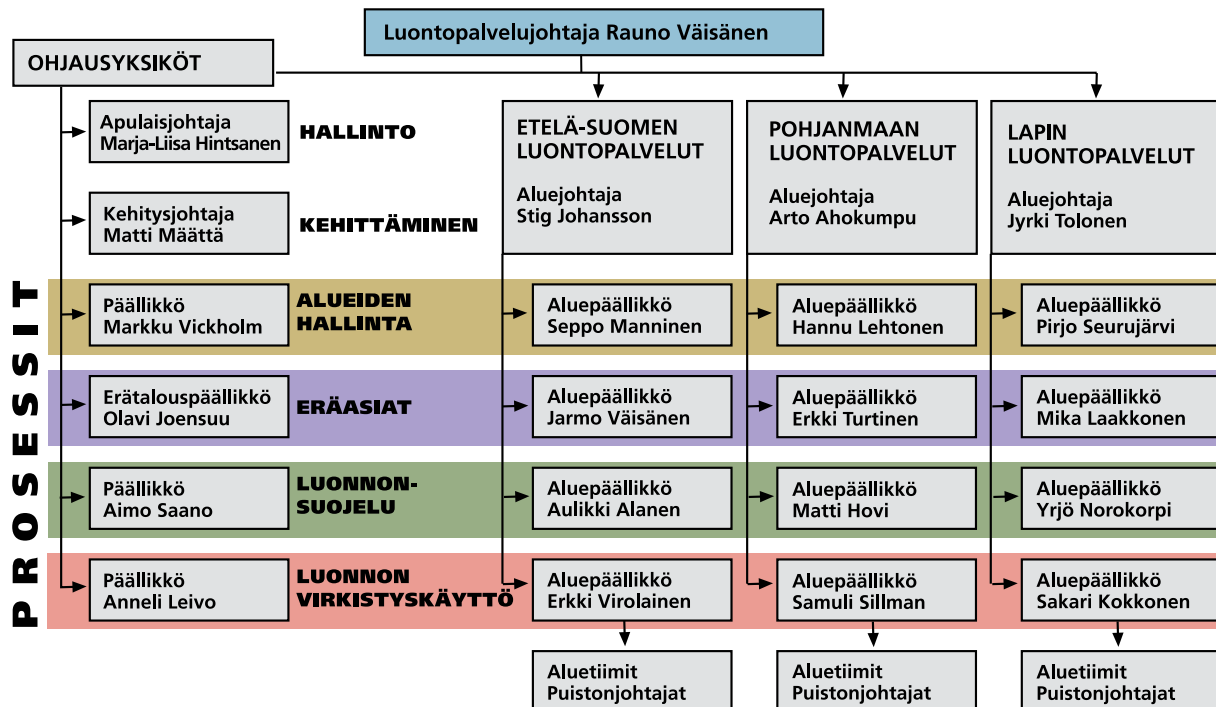 Luontopalvelujohtaja Rauno Väisänen
OHJAUSYKSIKÖT
Apulaisjohtaja
Marja-Liisa Hintsanen
HALLINTO
Kehitysjohtaja
Matti Määttä
KEHITTÄMINEN
ETELÄ-SUOMEN
LUONTOPALVELUT
Aluejohtaja
Stig Johansson
POHJANMAAN
LUONTOPALVELUT
Aluejohtaja
Arto Ahokumpu
LAPIN
LUONTOPALVELUT
Aluejohtaja
Jyrki Tolonen
PROSESSIT
Päällikkö
Markku Vickholm
ALUEIDEN
HALLINTA
Aluepäällikkö
Seppo Manninen
Aluepäällikkö
Hannu Lehtonen
Aluepäällikkö
Pirjo Seurujärvi
Erätalouspäällikkö
Olavi Joensuu
ERÄASIAT
Aluepäällikkö
Jarmo Väisänen
Aluepäällikkö
Erkki Turtinen
Aluepäällikkö
Mika Laakkonen
Päällikkö
Aimo Saano
LUONNON-
SUOJELU
Aluepäällikkö
Aulikki Alanen
Aluepäällikkö
Matti Hovi
Aluepäällikkö
Yrjö Norokorpi
Päällikkö
Anneli Leivo
LUONNON
VIRKISTYSKÄYTTÖ
Aluepäällikkö
Erkki Virolainen
Aluepäällikkö
Samuli Sillman
Aluepäällikkö
Sakari Kokkonen
Aluetiimit
Puistonjohtajat
Aluetiimit
Puistonjohtajat
Aluetiimit
Puistonjohtajat